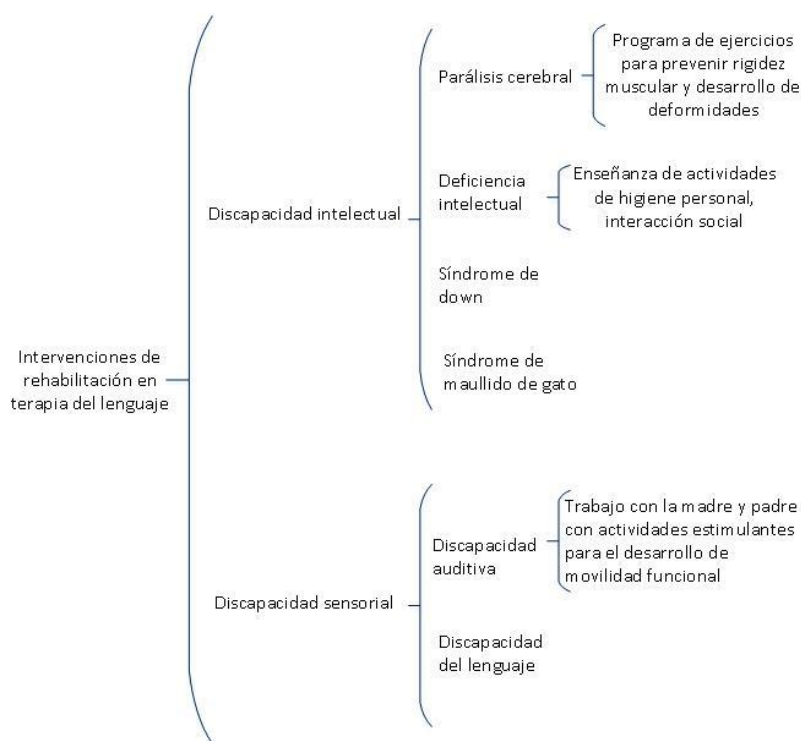 Intervenciones de
rehabilitación en
terapia del lenguaje
Discapacidad intelectual
Parálisis cerebral
Programa de ejercicios
para prevenir rigidez
muscular y desarrollo de
deformidades
Deficiencia
intelectual
Enseñanza de actividades
de higiene personal,
interacción social
Síndrome de
down
Síndrome de
maullido de gato
Discapacidad sensorial
Discapacidad
auditiva
Trabajo con la madre y padre
con actividades estimulantes
para el desarrollo de
movilidad funcional
Discapacidad
del lenguaje